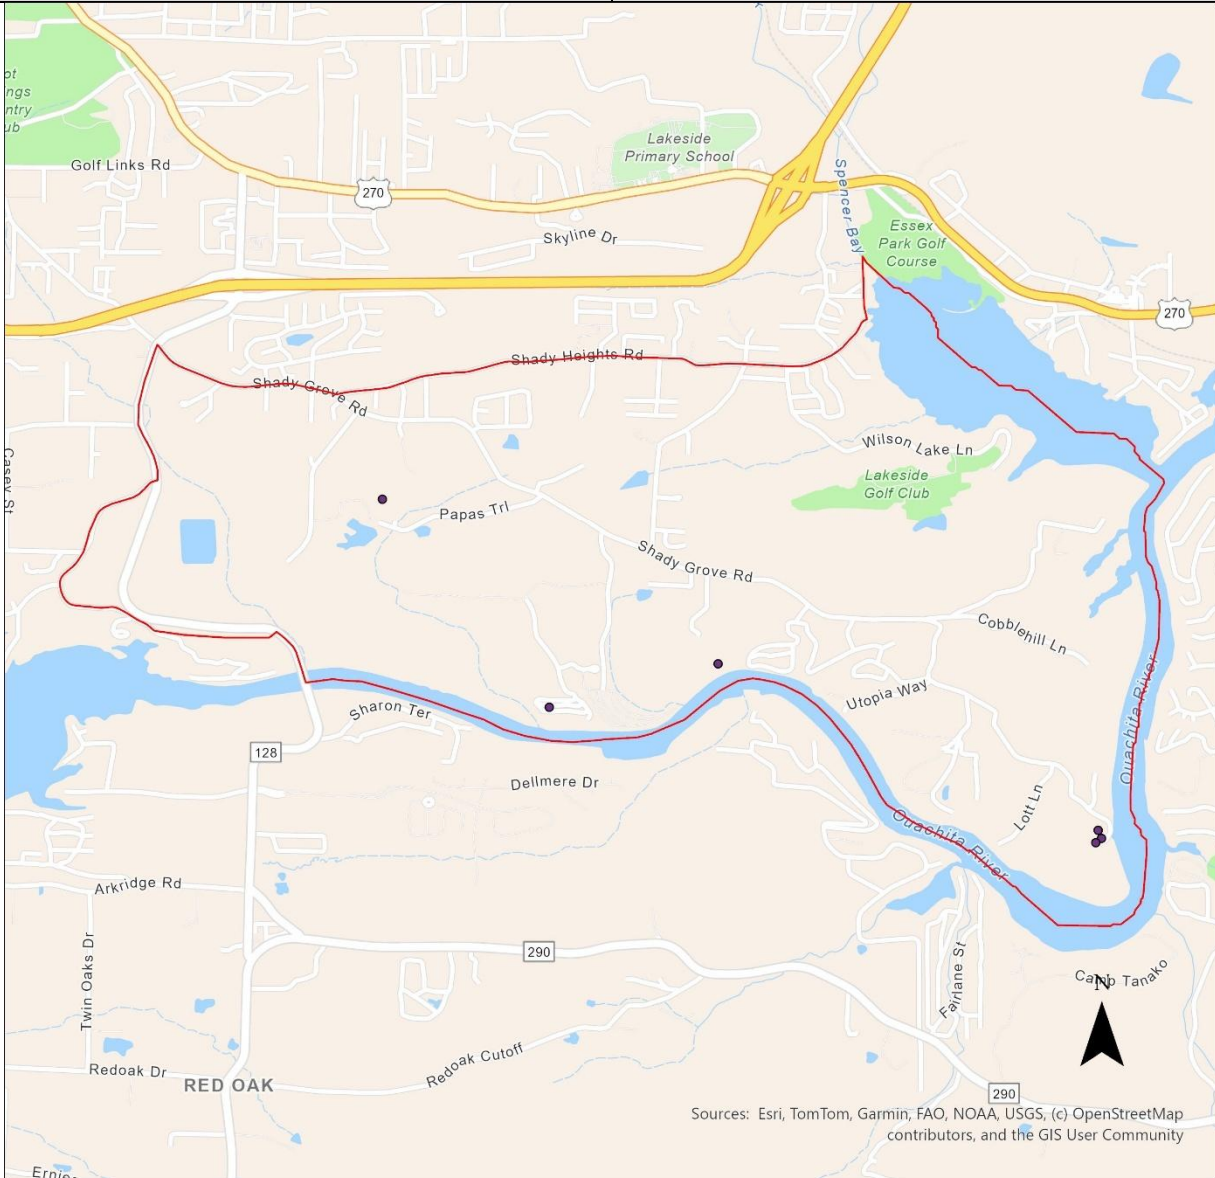 ot
ngs
ntry
ub
Golf Links Rd
270
Lakeside
Primary School
Skyline Dr
Spencer Bay
Essex
Park Golf
Course
270
Shady Heights Rd
Shady Grove Rd
Casey St
Wilson Lake Ln
Lakeside
Golf Club
Papas Trl
Shady Grove Rd
Cobblehill Ln
Utopia Way
Ouachita River
Sharon Ter
128
Dellmere Dr
Lott Ln
Ouachita River
Arkridge Rd
Twin Oaks Dr
290
Fairlane St
Camp Tanako
N
Redoak Dr
RED OAK
Redoak Cutoff
290
Sources: Esri, TomTom, Garmin, FAO, NOAA, USGS, (c) OpenStreetMap
contributors, and the GIS User Community